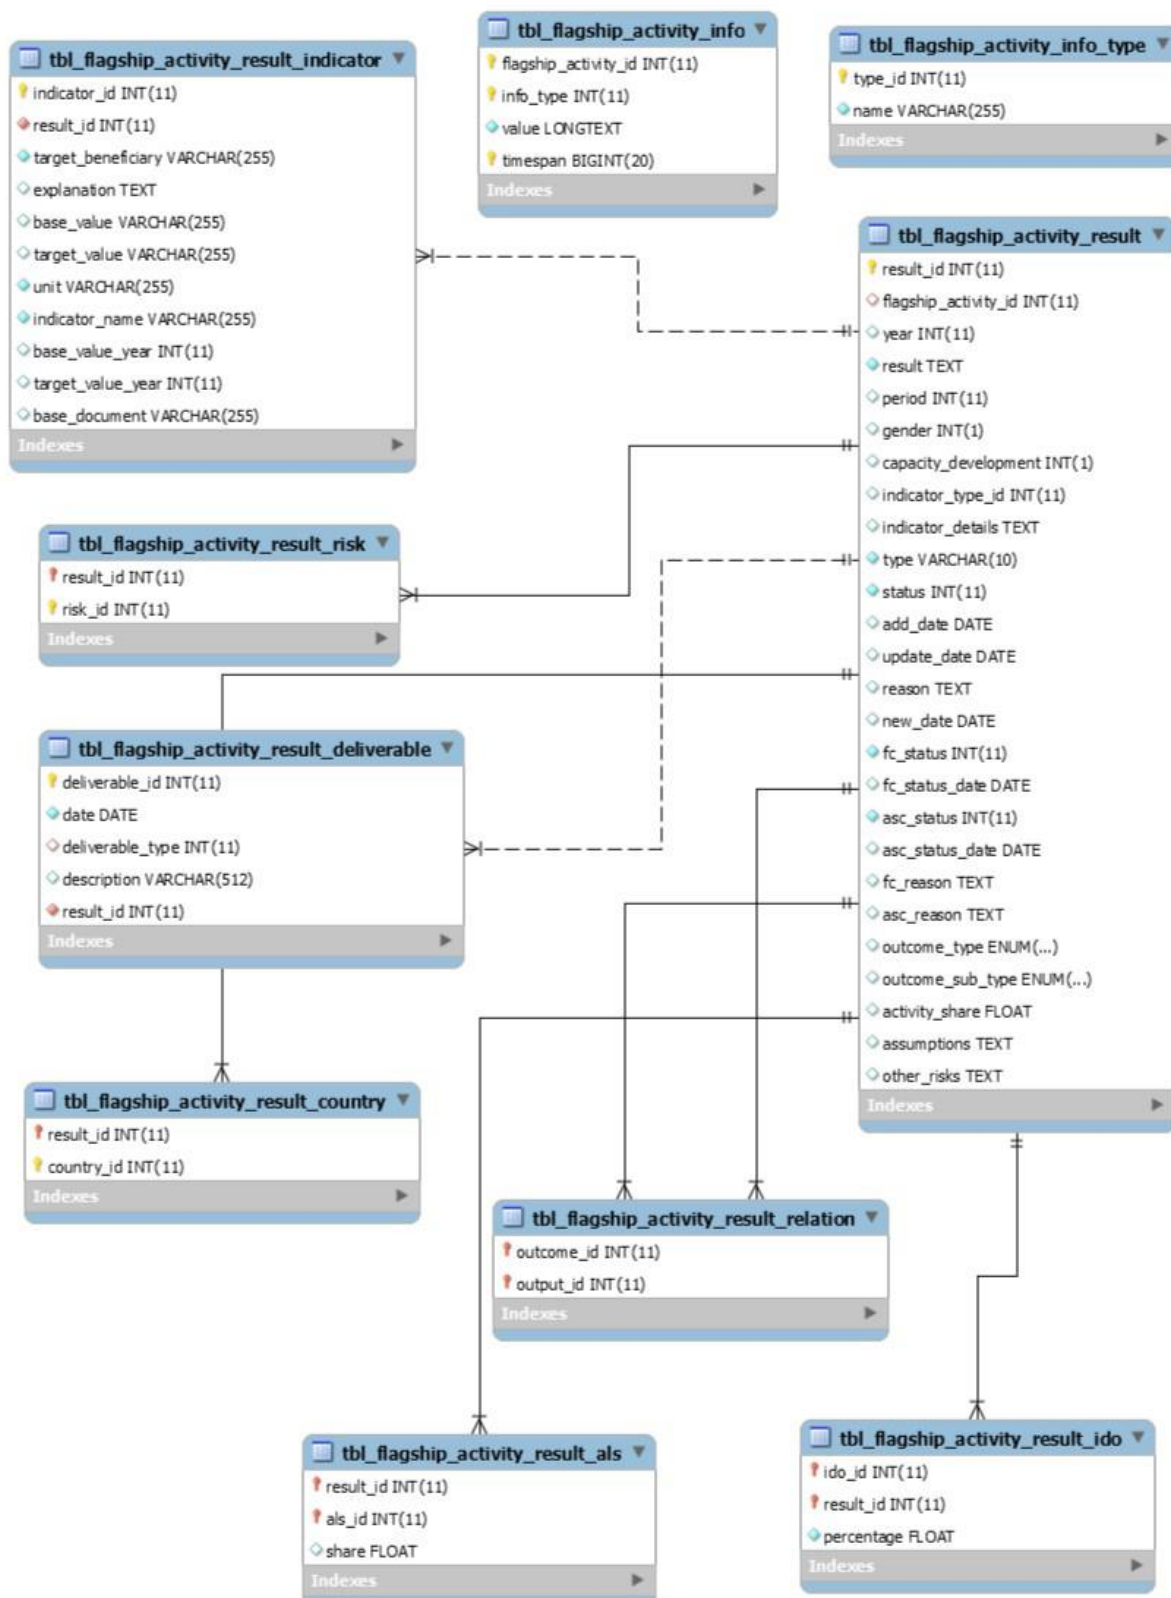 tbl_flagship_activity_result_indicator
indicator_id INT(11)
result_id INT(11)
target_beneficiary VARCHAR(255)
explanation TEXT
base_value VARCHAR(255)
target_value VARCHAR(255)
unit VARCHAR(255)
indicator_name VARCHAR(255)
base_value_year INT(11)
target_value_year INT(11)
base_document VARCHAR(255)
Indexes
tbl_flagship_activity_info
flagship_activity_id INT(11)
info_type INT(11)
value LONGTEXT
timespan BIGINT(20)
Indexes
tbl_flagship_activity_info_type
type_id INT(11)
name VARCHAR(255)
Indexes
tbl_flagship_activity_result
result_id INT(11)
flagship_activity_id INT(11)
year INT(11)
result TEXT
period INT(11)
gender INT(1)
capacity_development INT(1)
indicator_type_id INT(11)
indicator_details TEXT
type VARCHAR(10)
status INT(11)
add_date DATE
update_date DATE
reason TEXT
new_date DATE
fc_status INT(11)
fc_status_date DATE
asc_status INT(11)
asc_status_date DATE
fc_reason TEXT
asc_reason TEXT
outcome_type ENUM(...)
outcome_sub_type ENUM(...)
activity_share FLOAT
assumptions TEXT
other_risks TEXT
Indexes
tbl_flagship_activity_result_risk
result_id INT(11)
risk_id INT(11)
Indexes
tbl_flagship_activity_result_deliverable
deliverable_id INT(11)
date DATE
deliverable_type INT(11)
description VARCHAR(512)
result_id INT(11)
Indexes
tbl_flagship_activity_result_country
result_id INT(11)
country_id INT(11)
Indexes
tbl_flagship_activity_result_relation
outcome_id INT(11)
output_id INT(11)
Indexes
tbl_flagship_activity_result_als
result_id INT(11)
als_id INT(11)
share FLOAT
Indexes
tbl_flagship_activity_result_ido
ido_id INT(11)
result_id INT(11)
percentage FLOAT
Indexes